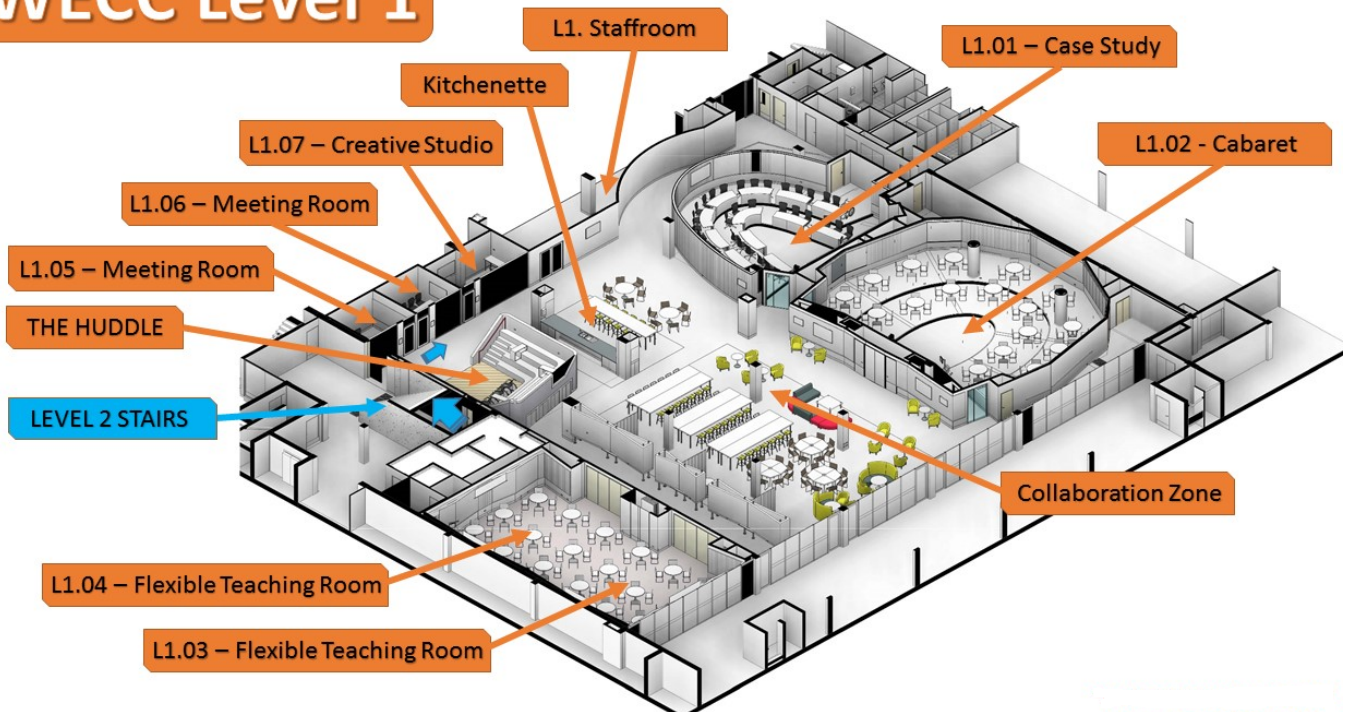 WECC Level 1
L1. Staffroom
L1.01 – Case Study
Kitchenette
L1.07 – Creative Studio
L1.02 - Cabaret
L1.06 – Meeting Room
L1.05 – Meeting Room
THE HUDDLE
LEVEL 2 STAIRS
Collaboration Zone
L1.04 – Flexible Teaching Room
L1.03 – Flexible Teaching Room